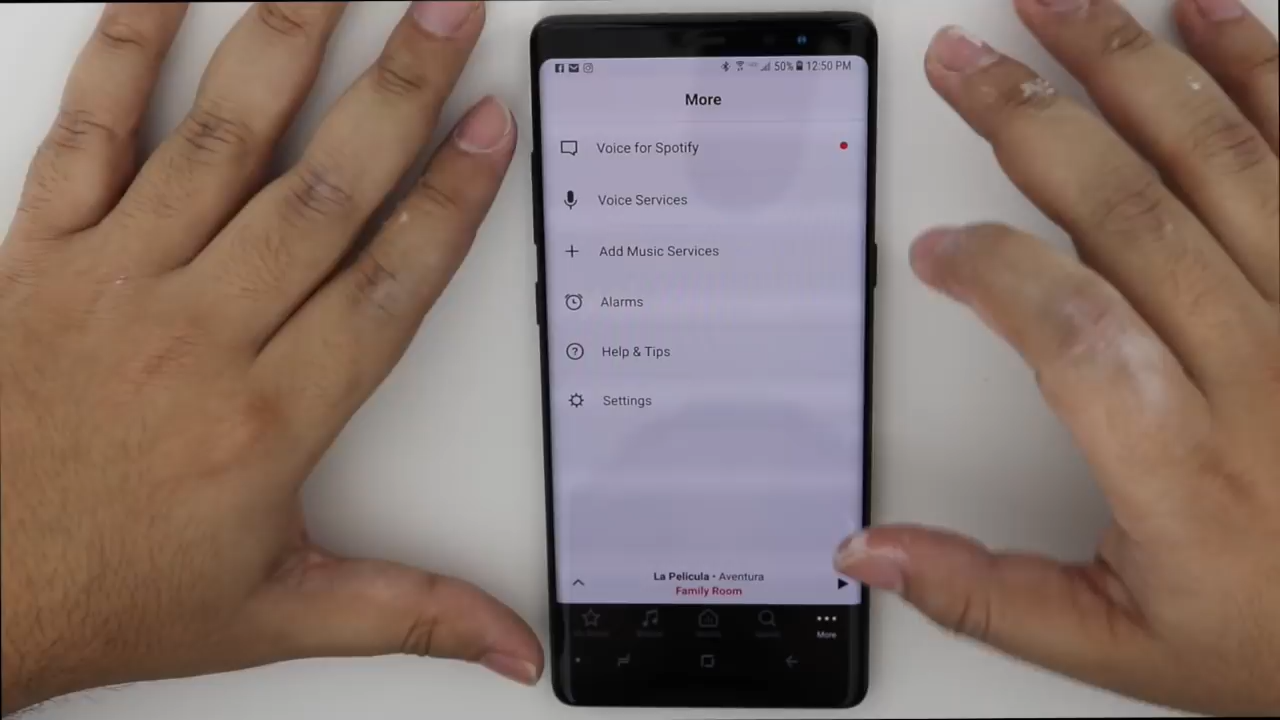 50% 12:50 PM
More
Voice for Spotify
Voice Services
Add Music Services
Alarms
Help & Tips
Settings
La Pelicula • Aventura
Family Room
More